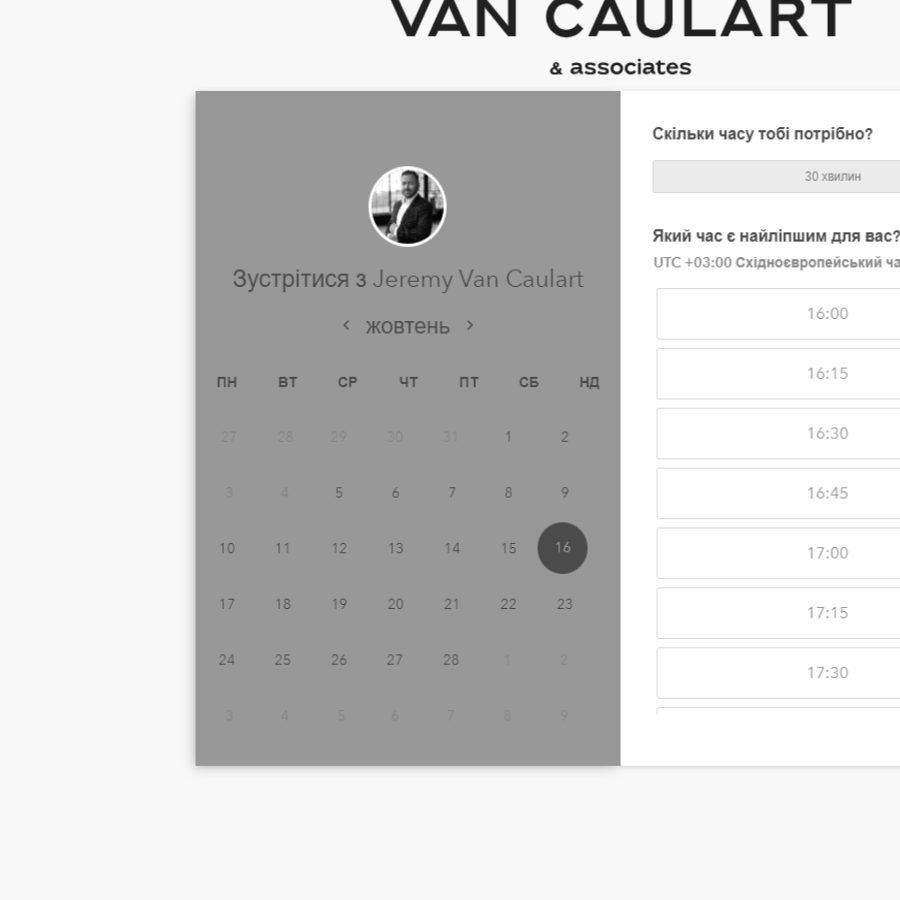 VAN CAULART
& associates
Зустрітися з Jeremy Van Caulart
‹ жовтень ›
ПН ВТ СР ЧТ ПТ СБ НД
27 28 29 30 31 1 2
3 4 5 6 7 8 9
10 11 12 13 14 15 16
17 18 19 20 21 22 23
24 25 26 27 28 1 2
3 4 5 6 7 8 9
Скільки часу тобі потрібно?
30 хвилин
Який час є найліпшим для вас?
UTC +03:00 Східноєвропейський ча
16:00
16:15
16:30
16:45
17:00
17:15
17:30